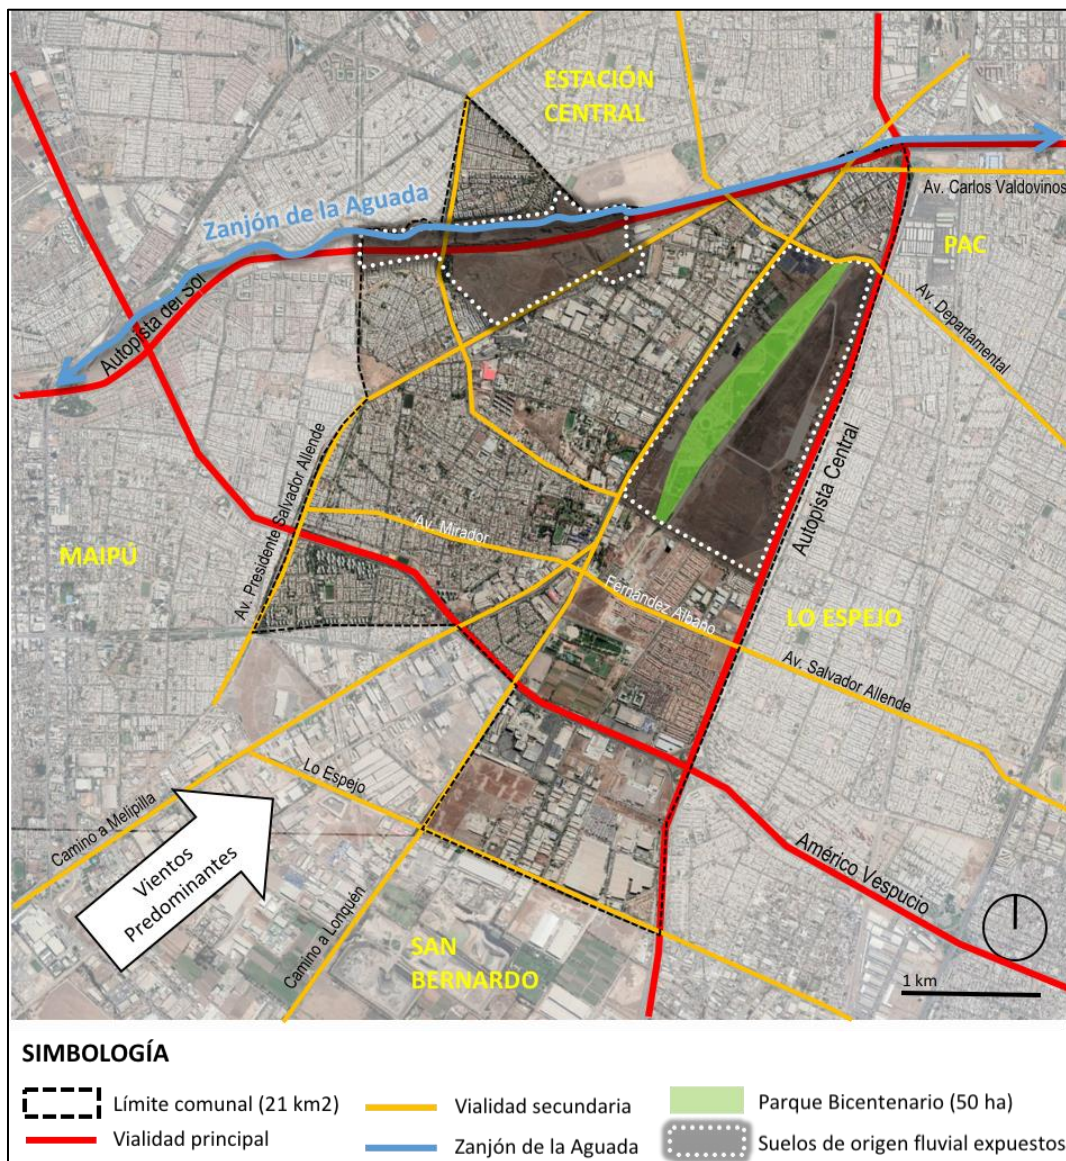 ESTACIÓN
CENTRAL
Av. Carlos Valdovinos
Zanjón de la Aguada
PAC
Autopista del Sol
Av. Departamental
Av. Presidente Salvador Allende
Autopista Central
Av. Mirador
MAIPÚ
Fernández Albano
LO ESPEJO
Av. Salvador Allende
Lo Espejo
Camino a Melipilla
Vientos
Predominantes
Américo Vespucio
Camino a Lonquén
SAN
BERNARDO
1 km
SIMBOLOGÍA
Límite comunal (21 km2)
Vialidad secundaria
Parque Bicentenario (50 ha)
Vialidad principal
Zanjón de la Aguada
Suelos de origen fluvial expuestos